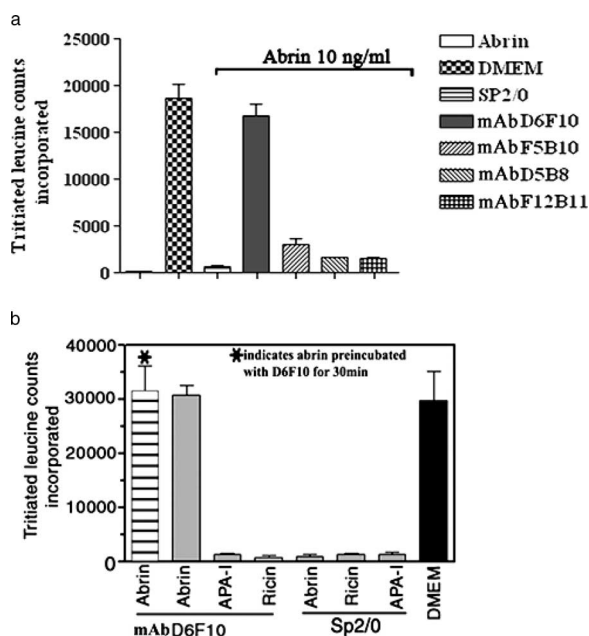 a
25000
20000
15000
10000
5000
0
Tritiated leucine counts
incorporated
Abrin 10 ng/ml
Abrin
DMEM
SP2/0
mAbD6F10
mAbF5B10
mAbD5B8
mAbF12B11
b
40000
30000
20000
10000
0
Tritiated leucine counts
incorporated
*
*indicates abrin preincubated
with D6F10 for 30min
Abrin
Abrin
APA-I
Ricin
Abrin
Ricin
APA-I
DMEM
mAbD6F10
Sp2/0